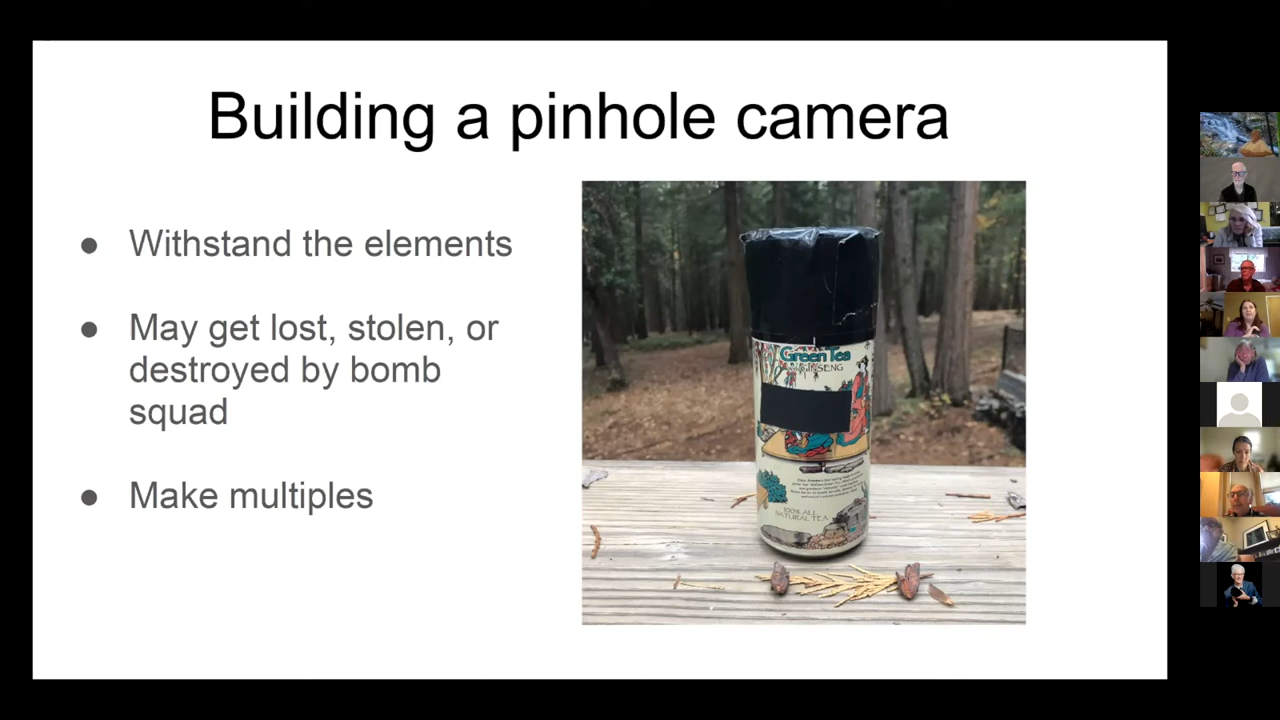 Building a pinhole camera
● Withstand the elements
● May get lost, stolen, or
destroyed by bomb
squad
● Make multiples
Green Tea
GINSENG
100% ALL
NATURAL TEA